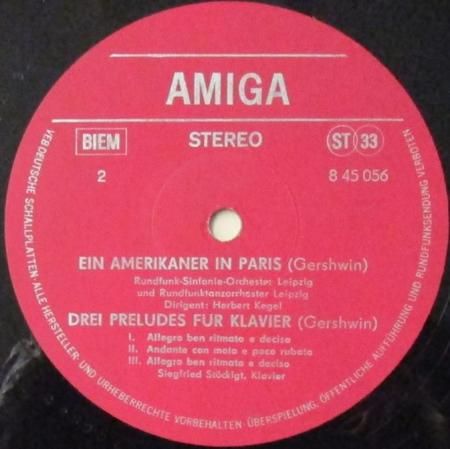 AMIGA
BIEM STEREO ST 33
2 8 45 056
EIN AMERIKANER IN PARIS (Gershwin)
Rundfunk-Sinfonie-Orchester Leipzig
und Rundfunktanzorchester Leipzig
Dirigent: Herbert Kegel
DREI PRELUDES FÜR KLAVIER (Gershwin)
I. Allegro ben ritmato e deciso
II. Andante con moto e poco rubato
III. Allegro ben ritmato e deciso
Siegfried Stöckigt, Klavier
VEB DEUTSCHE SCHALLPLATTEN · ALLE HERSTELLER- UND URHEBERRECHTE VORBEHALTEN · ÜBERSPIELUNG, ÖFFENTLICHE AUFFÜHRUNG UND RUNDFUNKSENDUNG VERBOTEN